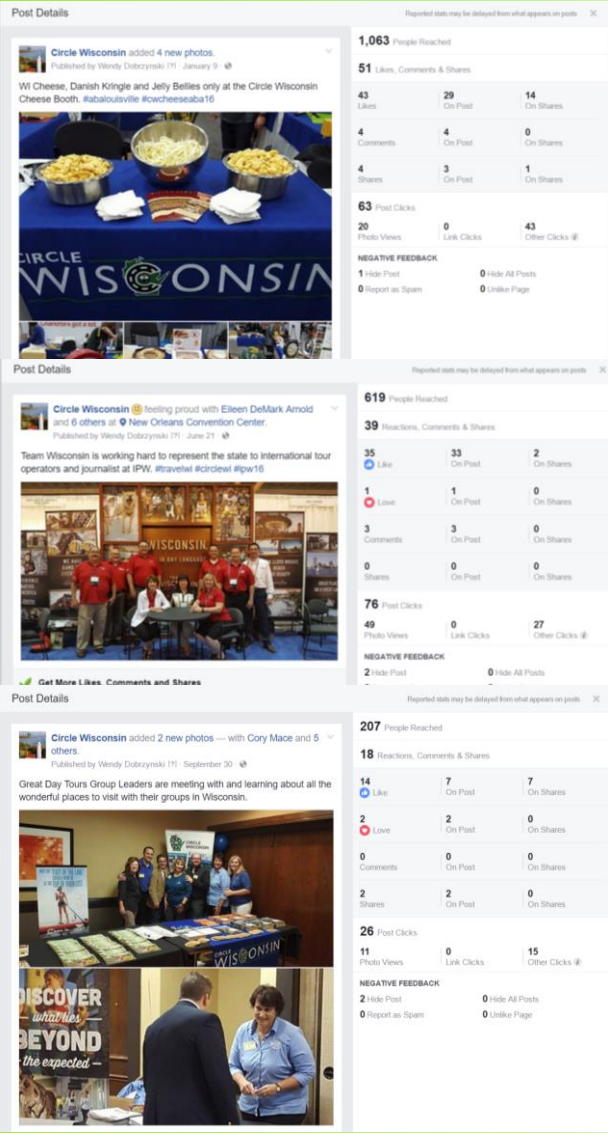 Post Details
Reported stats may be delayed from what appears on posts
Circle Wisconsin added 4 new photos.
Published by Wendy Dobrzynski [?] · January 9 ·
WI Cheese, Danish Kringle and Jelly Bellies only at the Circle Wisconsin
Cheese Booth. #abalouisville #cwcheeseaba16
CIRCLE
WISCONSIN
1,063 People Reached
51 Likes, Comments & Shares
43 29 14
Likes On Post On Shares
4 4 0
Comments On Post On Shares
4 3 1
Shares On Post On Shares
63 Post Clicks
20 0 43
Photo Views Link Clicks Other Clicks
NEGATIVE FEEDBACK
1 Hide Post 0 Hide All Posts
0 Report as Spam 0 Unlike Page
Post Details
Reported stats may be delayed from what appears on posts
Circle Wisconsin feeling proud with Eileen DeMark Arnold
and 6 others at New Orleans Convention Center.
Published by Wendy Dobrzynski [?] · June 21 ·
Team Wisconsin is working hard to represent the state to international tour
operators and journalist at IPW. #travelwi #circlewi #ipw16
WISCONSIN
Get More Likes, Comments and Shares
619 People Reached
39 Reactions, Comments & Shares
35 33 2
Like On Post On Shares
1 1 0
Love On Post On Shares
3 3 0
Comments On Post On Shares
0 0 0
Shares On Post On Shares
76 Post Clicks
49 0 27
Photo Views Link Clicks Other Clicks
NEGATIVE FEEDBACK
2 Hide Post 0 Hide All Posts
Post Details
Reported stats may be delayed from what appears on posts
Circle Wisconsin added 2 new photos — with Cory Mace and 5
others.
Published by Wendy Dobrzynski [?] · September 30 ·
Great Day Tours Group Leaders are meeting with and learning about all the
wonderful places to visit with their groups in Wisconsin.
CIRCLE
WISCONSIN
CIRCLE
WISCONSIN
DISCOVER
what lies
BEYOND
the expected
207 People Reached
18 Reactions, Comments & Shares
14 7 7
Like On Post On Shares
2 2 0
Love On Post On Shares
0 0 0
Comments On Post On Shares
2 2 0
Shares On Post On Shares
26 Post Clicks
11 0 15
Photo Views Link Clicks Other Clicks
NEGATIVE FEEDBACK
2 Hide Post 0 Hide All Posts
0 Report as Spam 0 Unlike Page